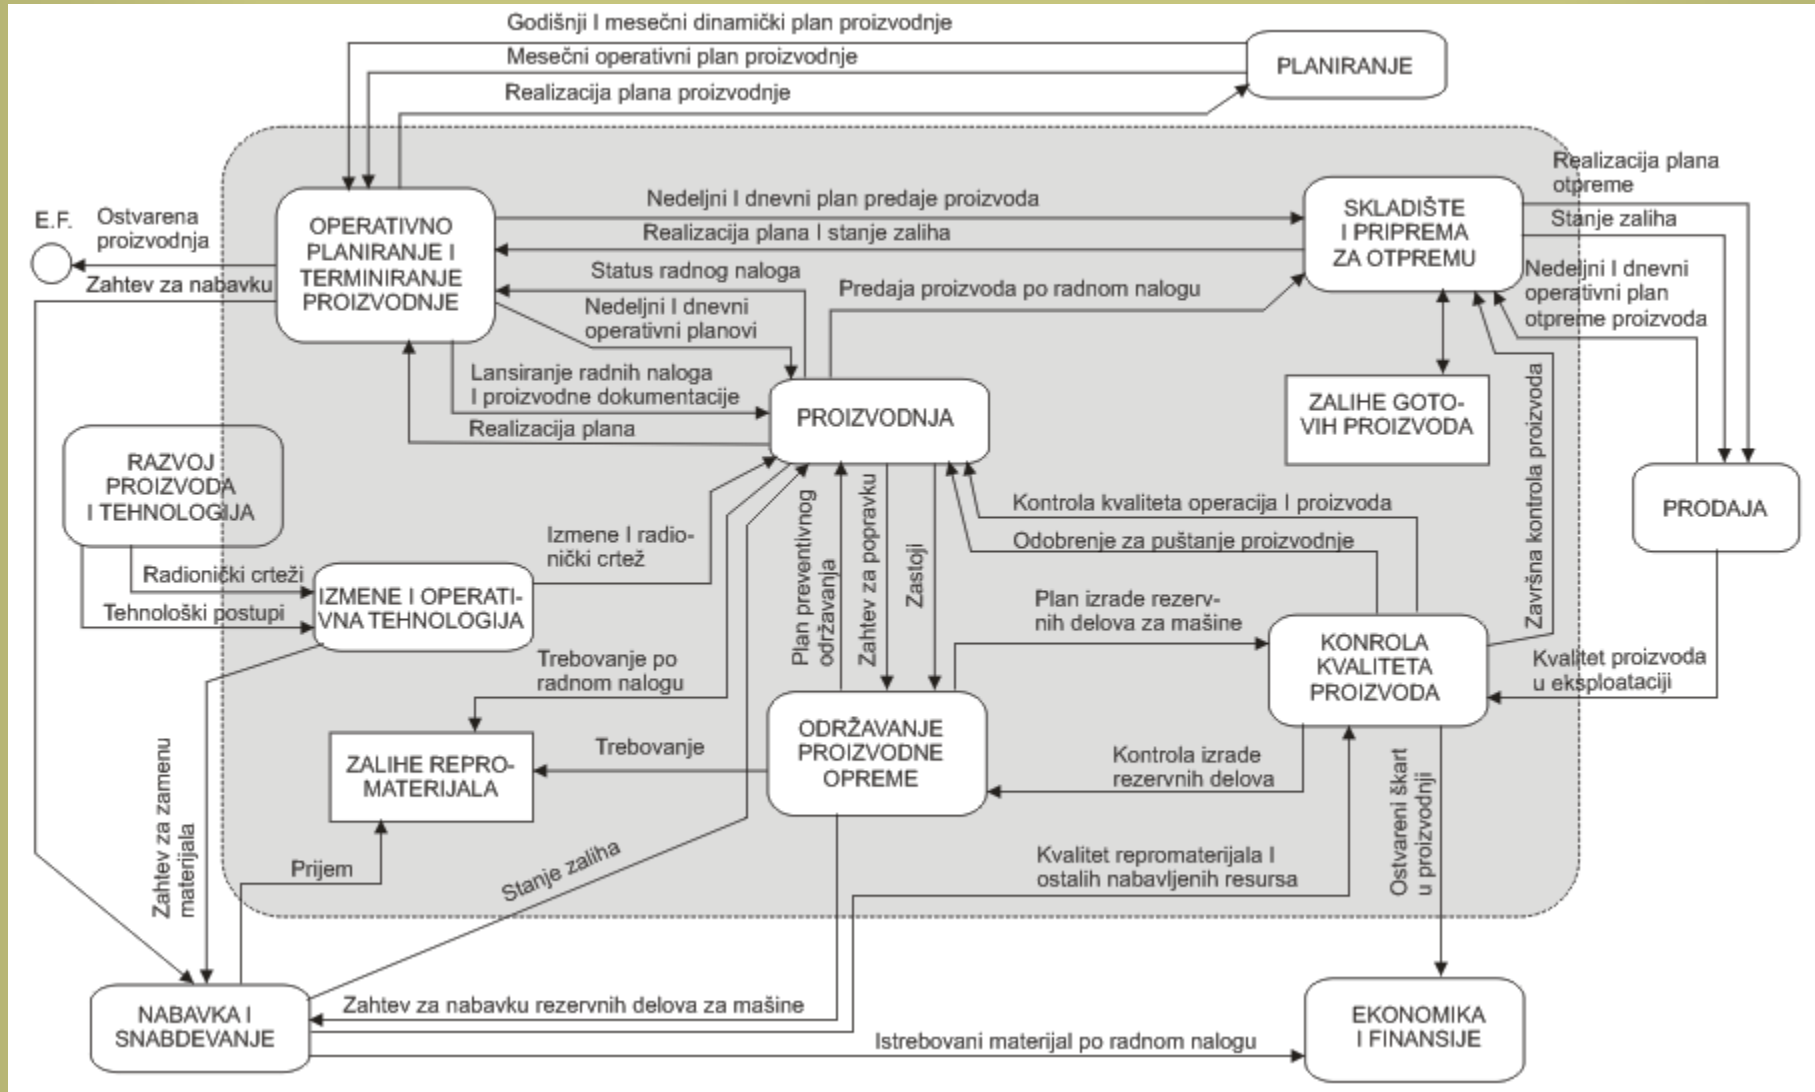 Godišnji I mesečni dinamički plan proizvodnje
Mesečni operativni plan proizvodnje
PLANIRANJE
Realizacija plana proizvodnje
Realizacija plana
otpreme
E.F.
Ostvarena
proizvodnja
Zahtev za nabavku
OPERATIVNO
PLANIRANJE I
TERMINIRANJE
PROIZVODNJE
Nedeljni I dnevni plan predaje proizvoda
Realizacija plana I stanje zaliha
Status radnog naloga
Nedeljni I dnevni
operativni planovi
Predaja proizvoda po radnom nalogu
SKLADIŠTE
I PRIPREMA
ZA OTPREMU
Stanje zaliha
Nedeljni I dnevni
operativni plan
otpreme proizvoda
Lansiranje radnih naloga
I proizvodne dokumentacije
Realizacija plana
PROIZVODNJA
ZALIHE GOTO-
VIH PROIZVODA
Završna kontrola proizvoda
PRODAJA
RAZVOJ
PROIZVODA
I TEHNOLOGIJA
Izmene I radio-
nički crtež
Plan preventivnog
održavanja
Zahtev za popravku
Zastoji
Kontrola kvaliteta operacija I proizvoda
Odobrenje za puštanje proizvodnje
Radionički crteži
Tehnološki postupi
IZMENE I OPERATI-
VNA TEHNOLOGIJA
Plan izrade rezerv-
nih delova za mašine
KONROLA
KVALITETA
PROIZVODA
Kvalitet proizvoda
u eksploataciji
Trebovanje po
radnom nalogu
ZALIHE REPRO-
MATERIJALA
Trebovanje
ODRŽAVANJE
PROIZVODNE
OPREME
Kontrola izrade
rezervnih delova
Ostvareni škart
u proizvodnji
Zahtev za zamenu
materijala
Prijem
Stanje zaliha
Kvalitet repromaterijala I
ostalih nabavljenih resursa
NABAVKA I
SNABDEVANJE
Zahtev za nabavku rezervnih delova za mašine
Istrebovani materijal po radnom nalogu
EKONOMIKA
I FINANSIJE